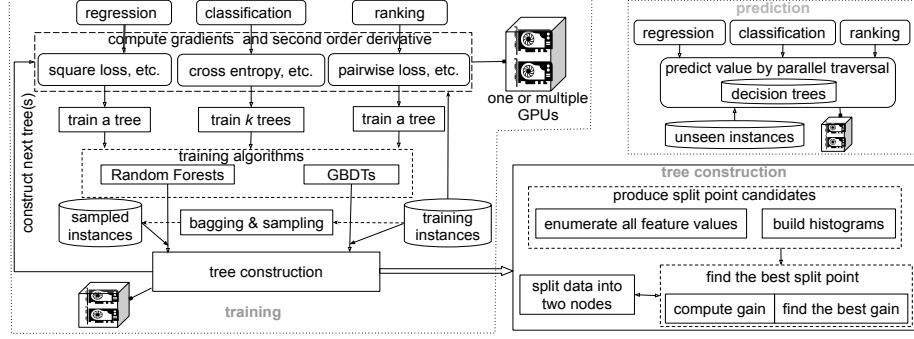 regression
classification
ranking
compute gradients and second order derivative
square loss, etc.
cross entropy, etc.
pairwise loss, etc.
one or multiple
GPUs
train a tree
train k trees
train a tree
construct next tree(s)
training algorithms
Random Forests
GBDTs
sampled
instances
bagging & sampling
training
instances
tree construction
training
prediction
regression
classification
ranking
predict value by parallel traversal
decision trees
unseen instances
tree construction
produce split point candidates
enumerate all feature values
build histograms
find the best split point
split data into
two nodes
compute gain
find the best gain